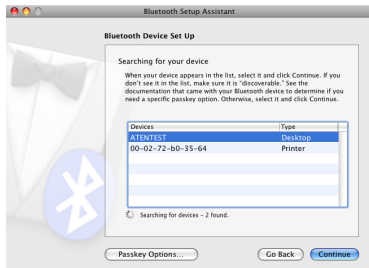 Bluetooth Setup Assistant
Bluetooth Device Set Up
Searching for your device
When your device appears in the list, select it and click Continue. If you
don't see it in the list, make sure it is "discoverable." See the
documentation that came with your Bluetooth device to determine if you
need a specific passkey option. Otherwise, select it and click Continue.
Devices Type
ATENTEST Desktop
00-02-72-b0-35-64 Printer
Searching for devices - 2 found.
Passkey Options... Go Back Continue